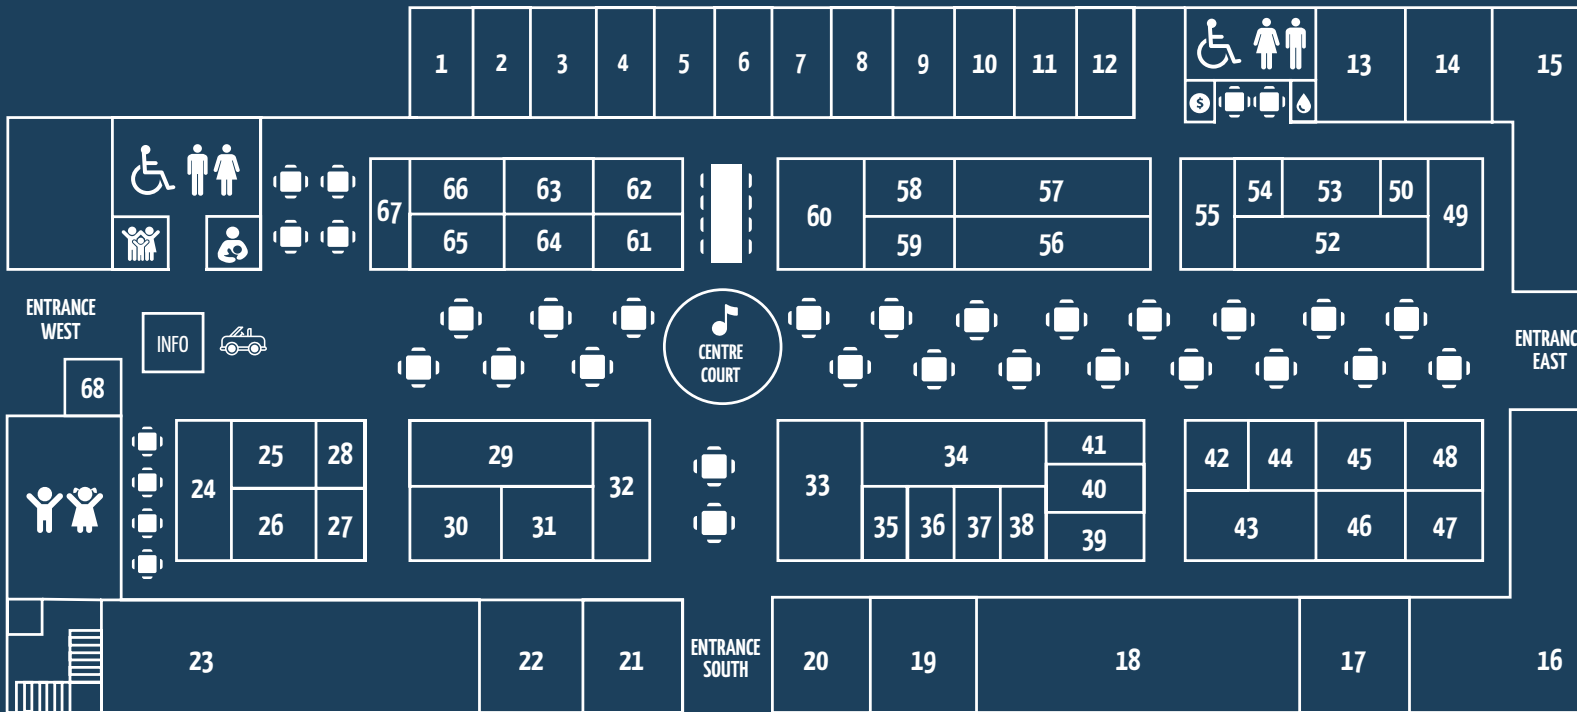 1 2 3 4 5 6 7 8 9 10 11 12 13 14 15
$
66 63 62 58 57 54 53 50
67 60 55 49
65 64 61 59 56 52
ENTRANCE
WEST
INFO
CENTRE
COURT
ENTRANC
EAST
68
25 28 29 34 41 42 44 45 48
24 32 33 40
26 27 30 31 35 36 37 38 39 43 46 47
ENTRANCE
SOUTH
23 22 21 20 19 18 17 16